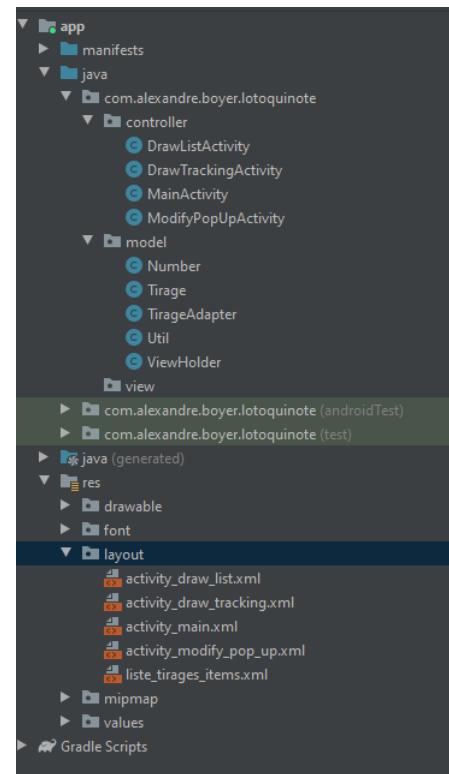 app
manifests
java
com.alexandre.boyer.lotoquinote
controller
DrawListActivity
DrawTrackingActivity
MainActivity
ModifyPopUpActivity
model
Number
Tirage
TirageAdapter
Util
ViewHolder
view
com.alexandre.boyer.lotoquinote (androidTest)
com.alexandre.boyer.lotoquinote (test)
java (generated)
res
drawable
font
layout
activity_draw_list.xml
activity_draw_tracking.xml
activity_main.xml
activity_modify_pop_up.xml
liste_tirages_items.xml
mipmap
values
Gradle Scripts